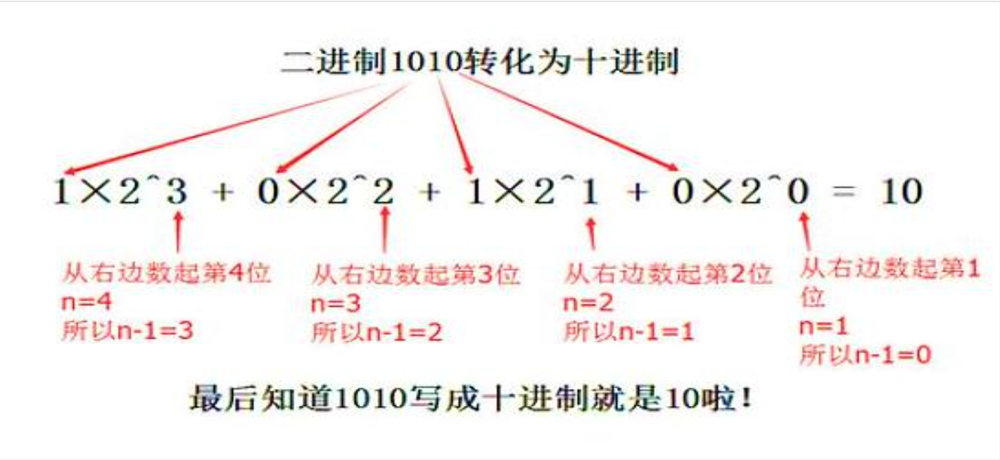 二进制1010转化为十进制
1×2^3 + 0×2^2 + 1×2^1 + 0×2^0 = 10
从右边数起第4位
n=4
所以n-1=3
从右边数起第3位
n=3
所以n-1=2
从右边数起第2位
n=2
所以n-1=1
从右边数起第1
位
n=1
所以n-1=0
最后知道1010写成十进制就是10啦!